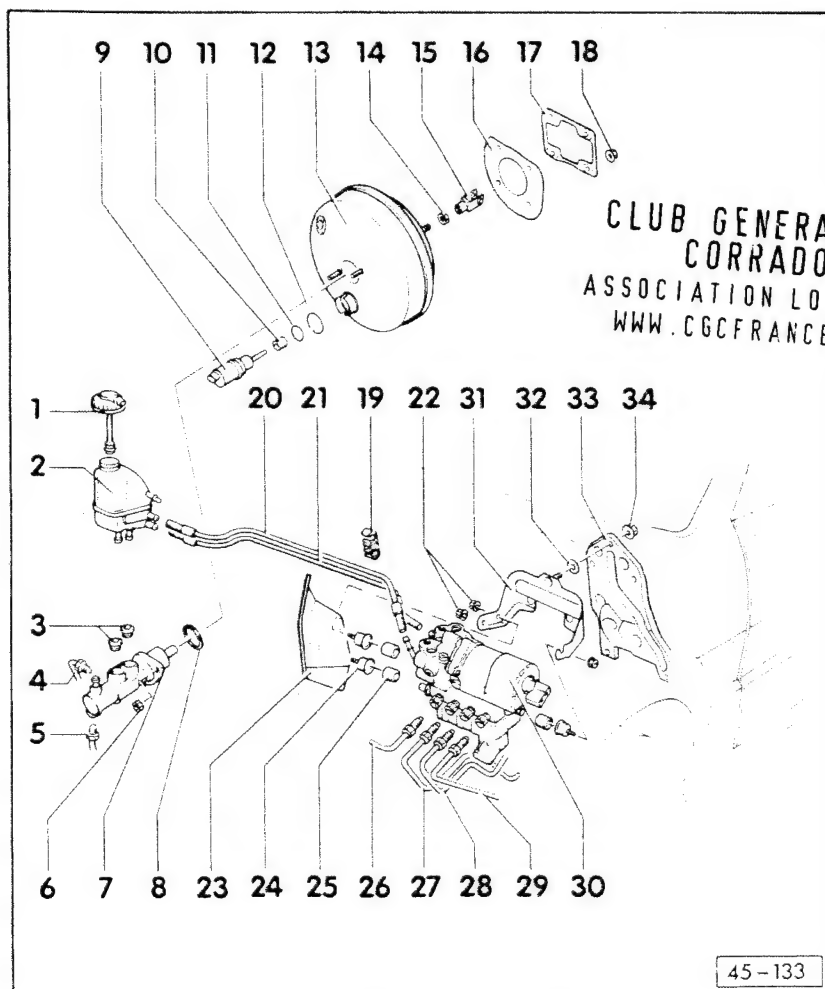 9 10 11 12 13 14 15 16 17 18
CLUB GENERA
CORRADO
ASSOCIATION LO
WWW.CGCFRANCE
1 20 21 19 22 31 32 33 34
2
3
4
5
6 7 8 23 24 25 26 27 28 29 30
45-133